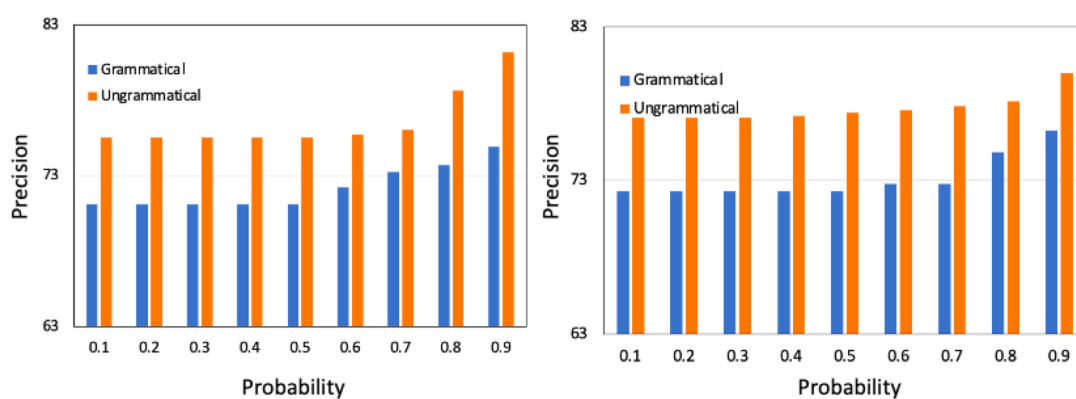 83
Grammatical
Ungrammatical
Precision
73
63
0.1 0.2 0.3 0.4 0.5 0.6 0.7 0.8 0.9
Probability
83
Grammatical
Ungrammatical
Precision
73
63
0.1 0.2 0.3 0.4 0.5 0.6 0.7 0.8 0.9
Probability